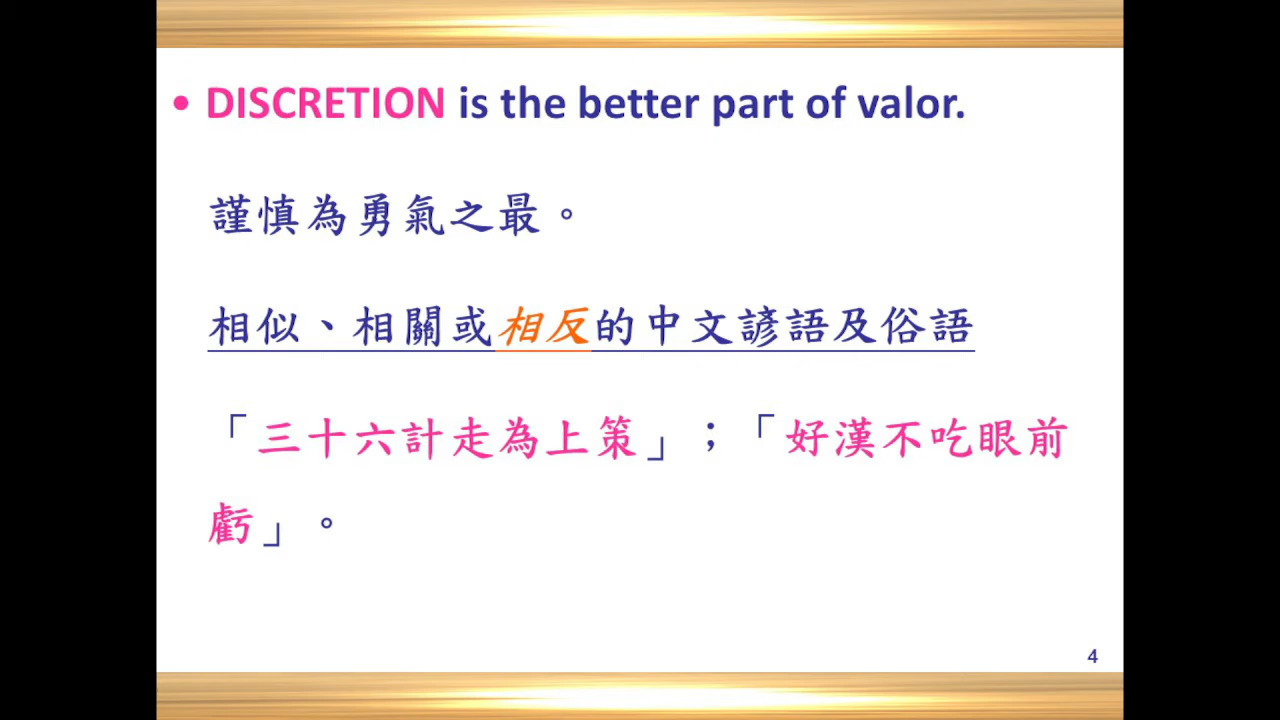 • DISCRETION is the better part of valor.
謹慎為勇氣之最。
相似、相關或相反的中文諺語及俗語
「三十六計走為上策」；「好漢不吃眼前
虧」。
4